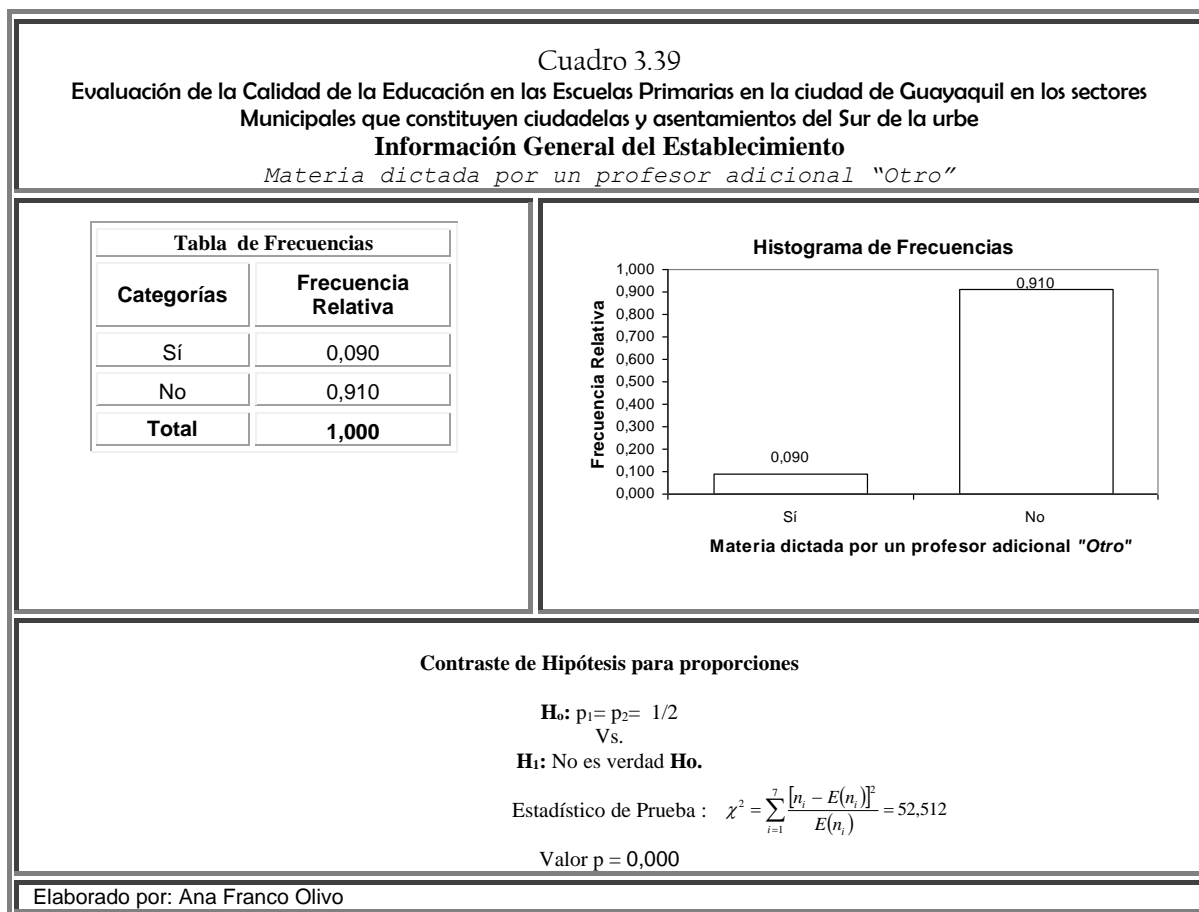 Cuadro 3.39
Evaluación de la Calidad de la Educación en las Escuelas Primarias en la ciudad de Guayaquil en los sectores
Municipales que constituyen ciudadelas y asentamientos del Sur de la urbe
Información General del Establecimiento
Materia dictada por un profesor adicional “Otro”
Tabla de Frecuencias
Categorías Frecuencia Relativa
Sí 0,090
No 0,910
Total 1,000
Histograma de Frecuencias
Frecuencia Relativa
1,000
0,900
0,800
0,700
0,600
0,500
0,400
0,300
0,200
0,100
0,000
0,090
0,910
Sí No
Materia dictada por un profesor adicional "Otro"
Contraste de Hipótesis para proporciones
Ho: p1= p2= 1/2
Vs.
H1: No es verdad Ho.
Estadístico de Prueba : χ² = ∑_{i=1}^{7} [n_i − E(n_i)]² / E(n_i) = 52,512
Valor p = 0,000
Elaborado por: Ana Franco Olivo